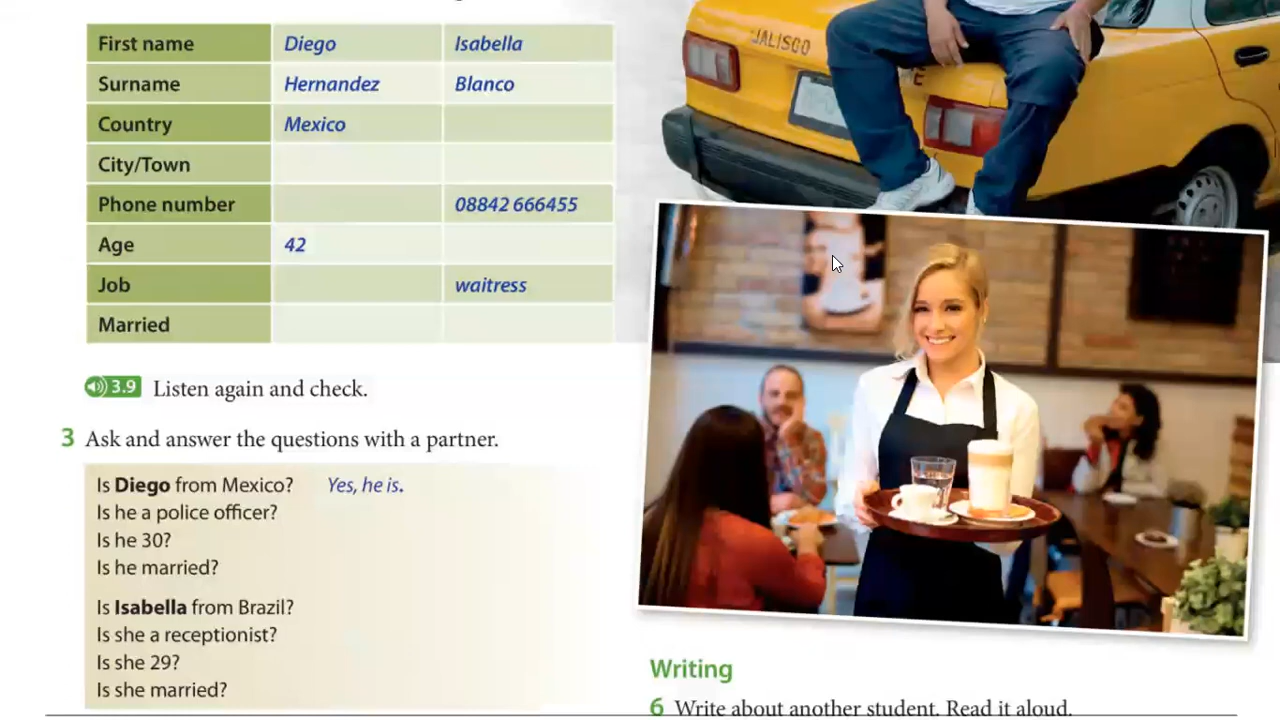 First name Diego Isabella
Surname Hernandez Blanco
Country Mexico
City/Town
Phone number 08842 666455
Age 42
Job waitress
Married
3.9 Listen again and check.
3 Ask and answer the questions with a partner.
Is Diego from Mexico? Yes, he is.
Is he a police officer?
Is he 30?
Is he married?
Is Isabella from Brazil?
Is she a receptionist?
Is she 29?
Is she married?
JALISCO
Writing
6 Write about another student. Read it aloud.